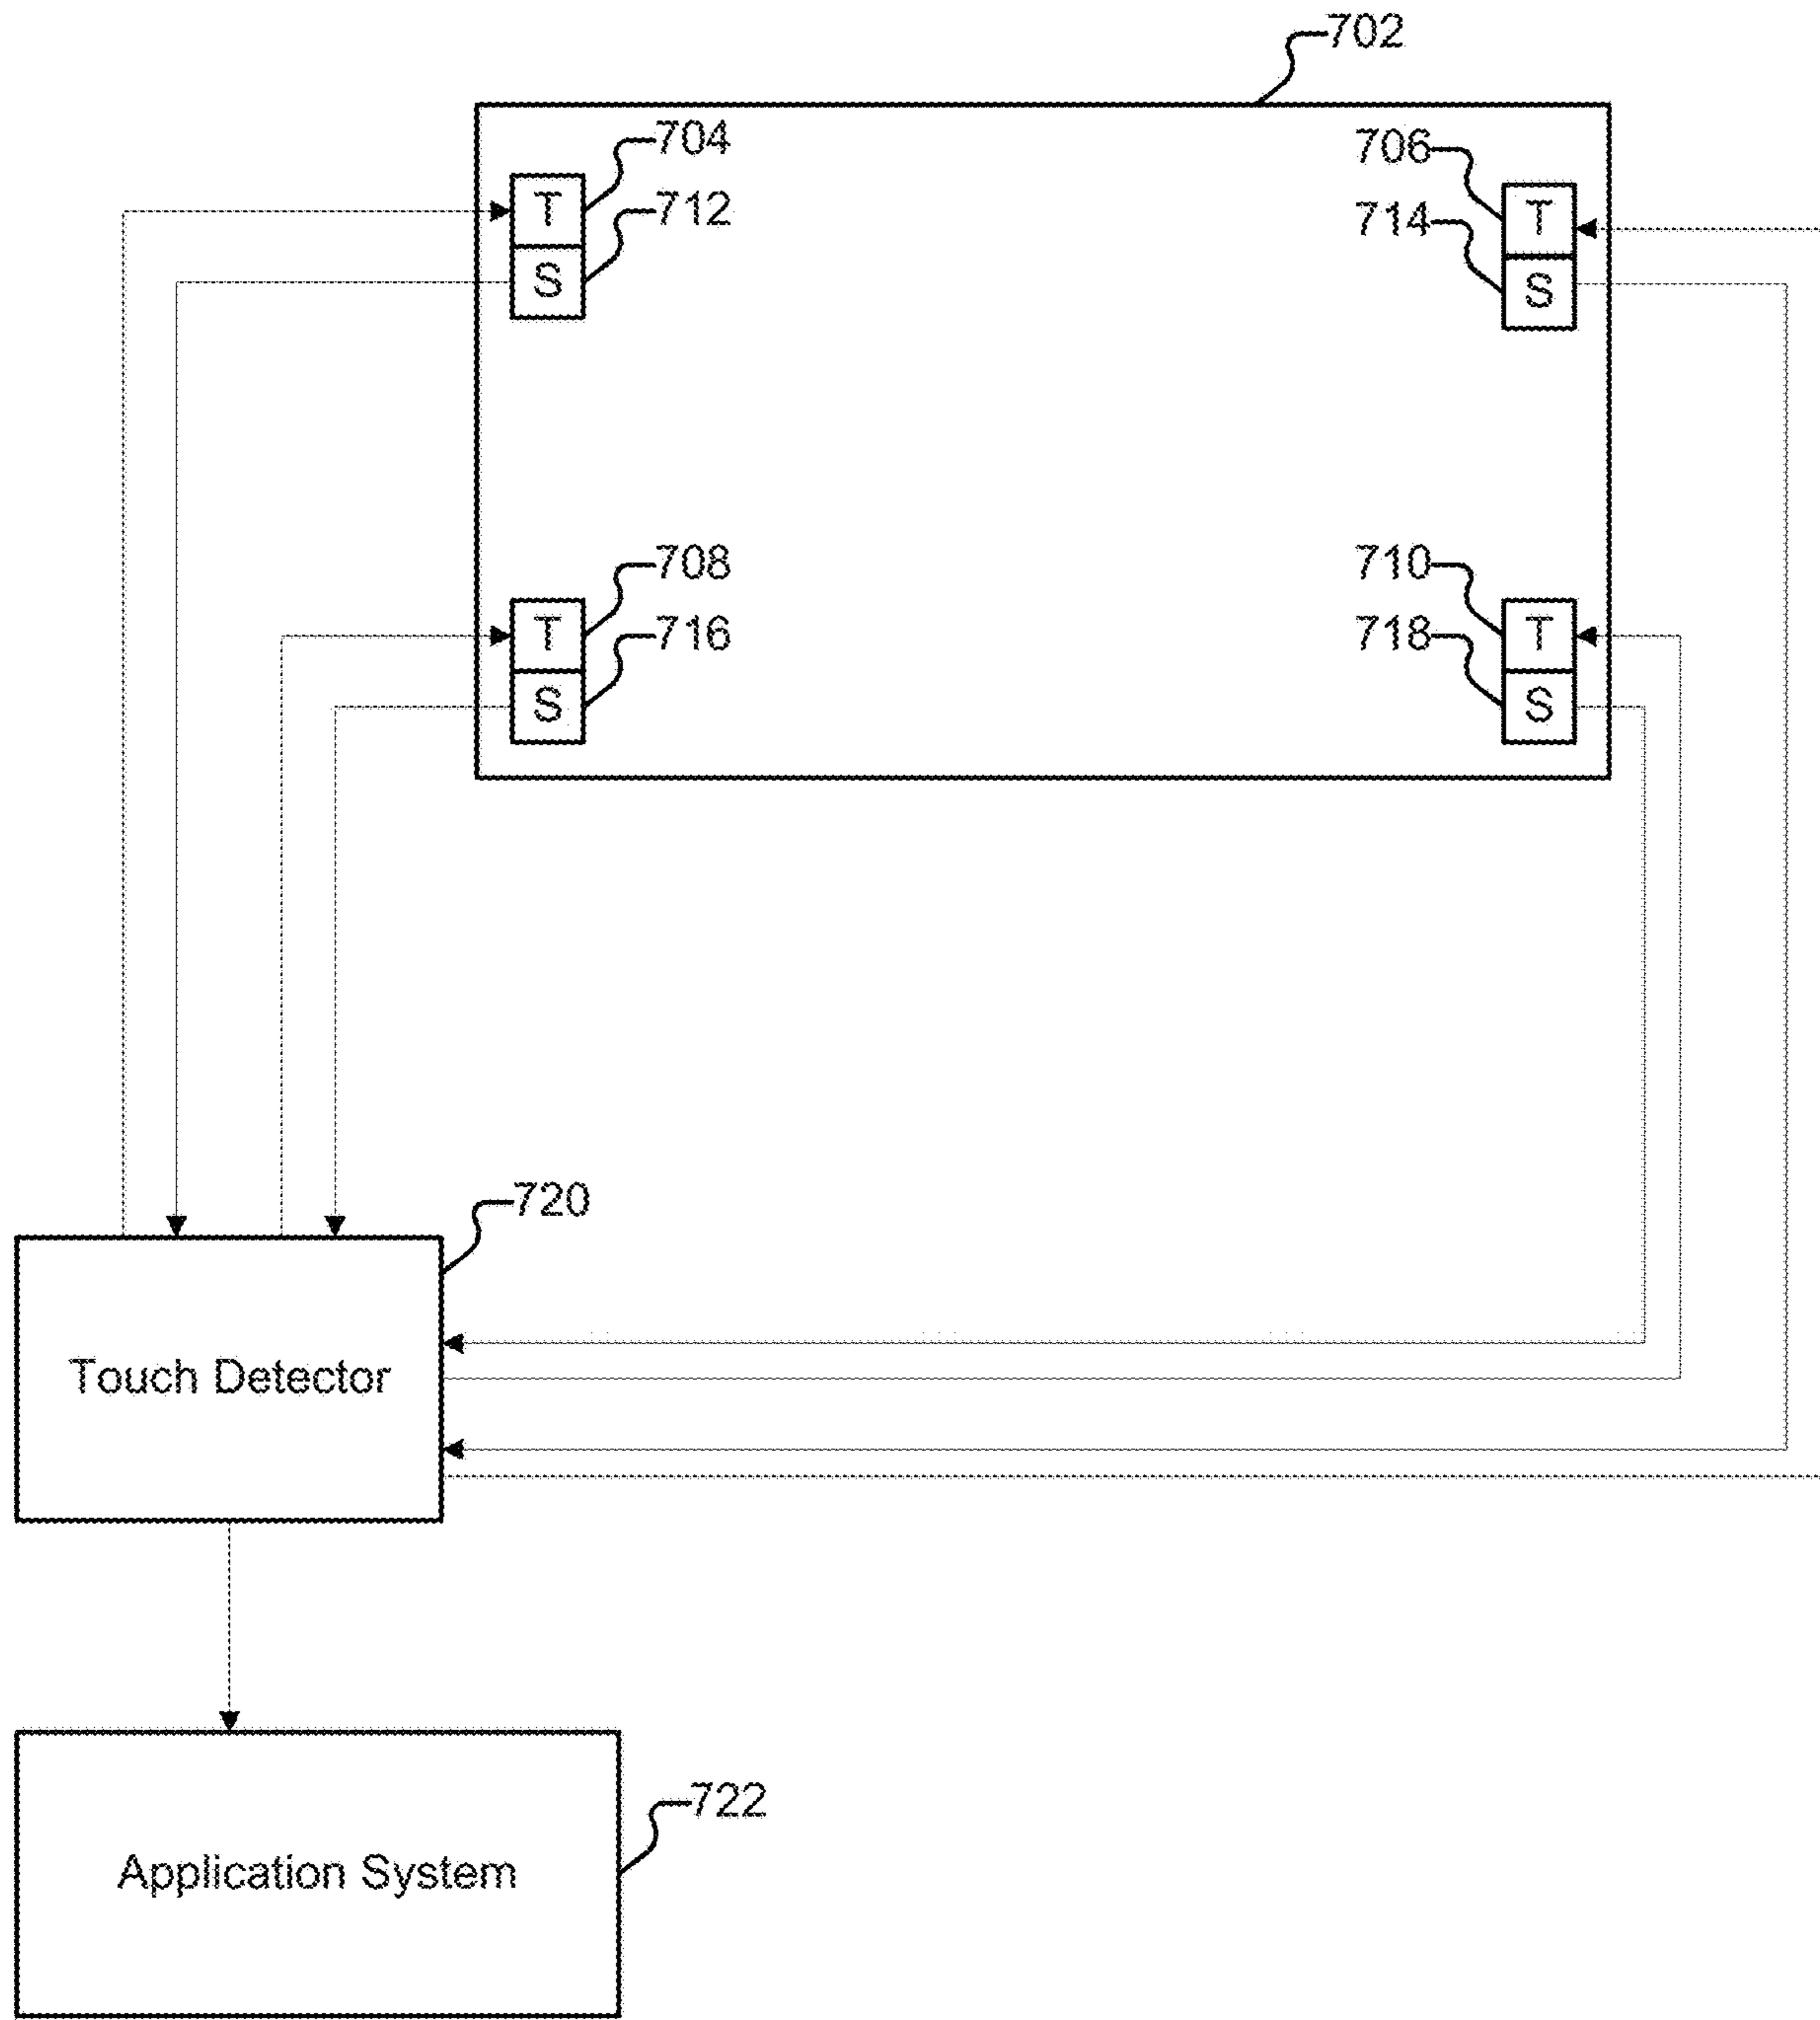 702
704
706
T
T
712
714
S
S
708
710
T
T
716
718
S
S
720
Touch Detector
722
Application System